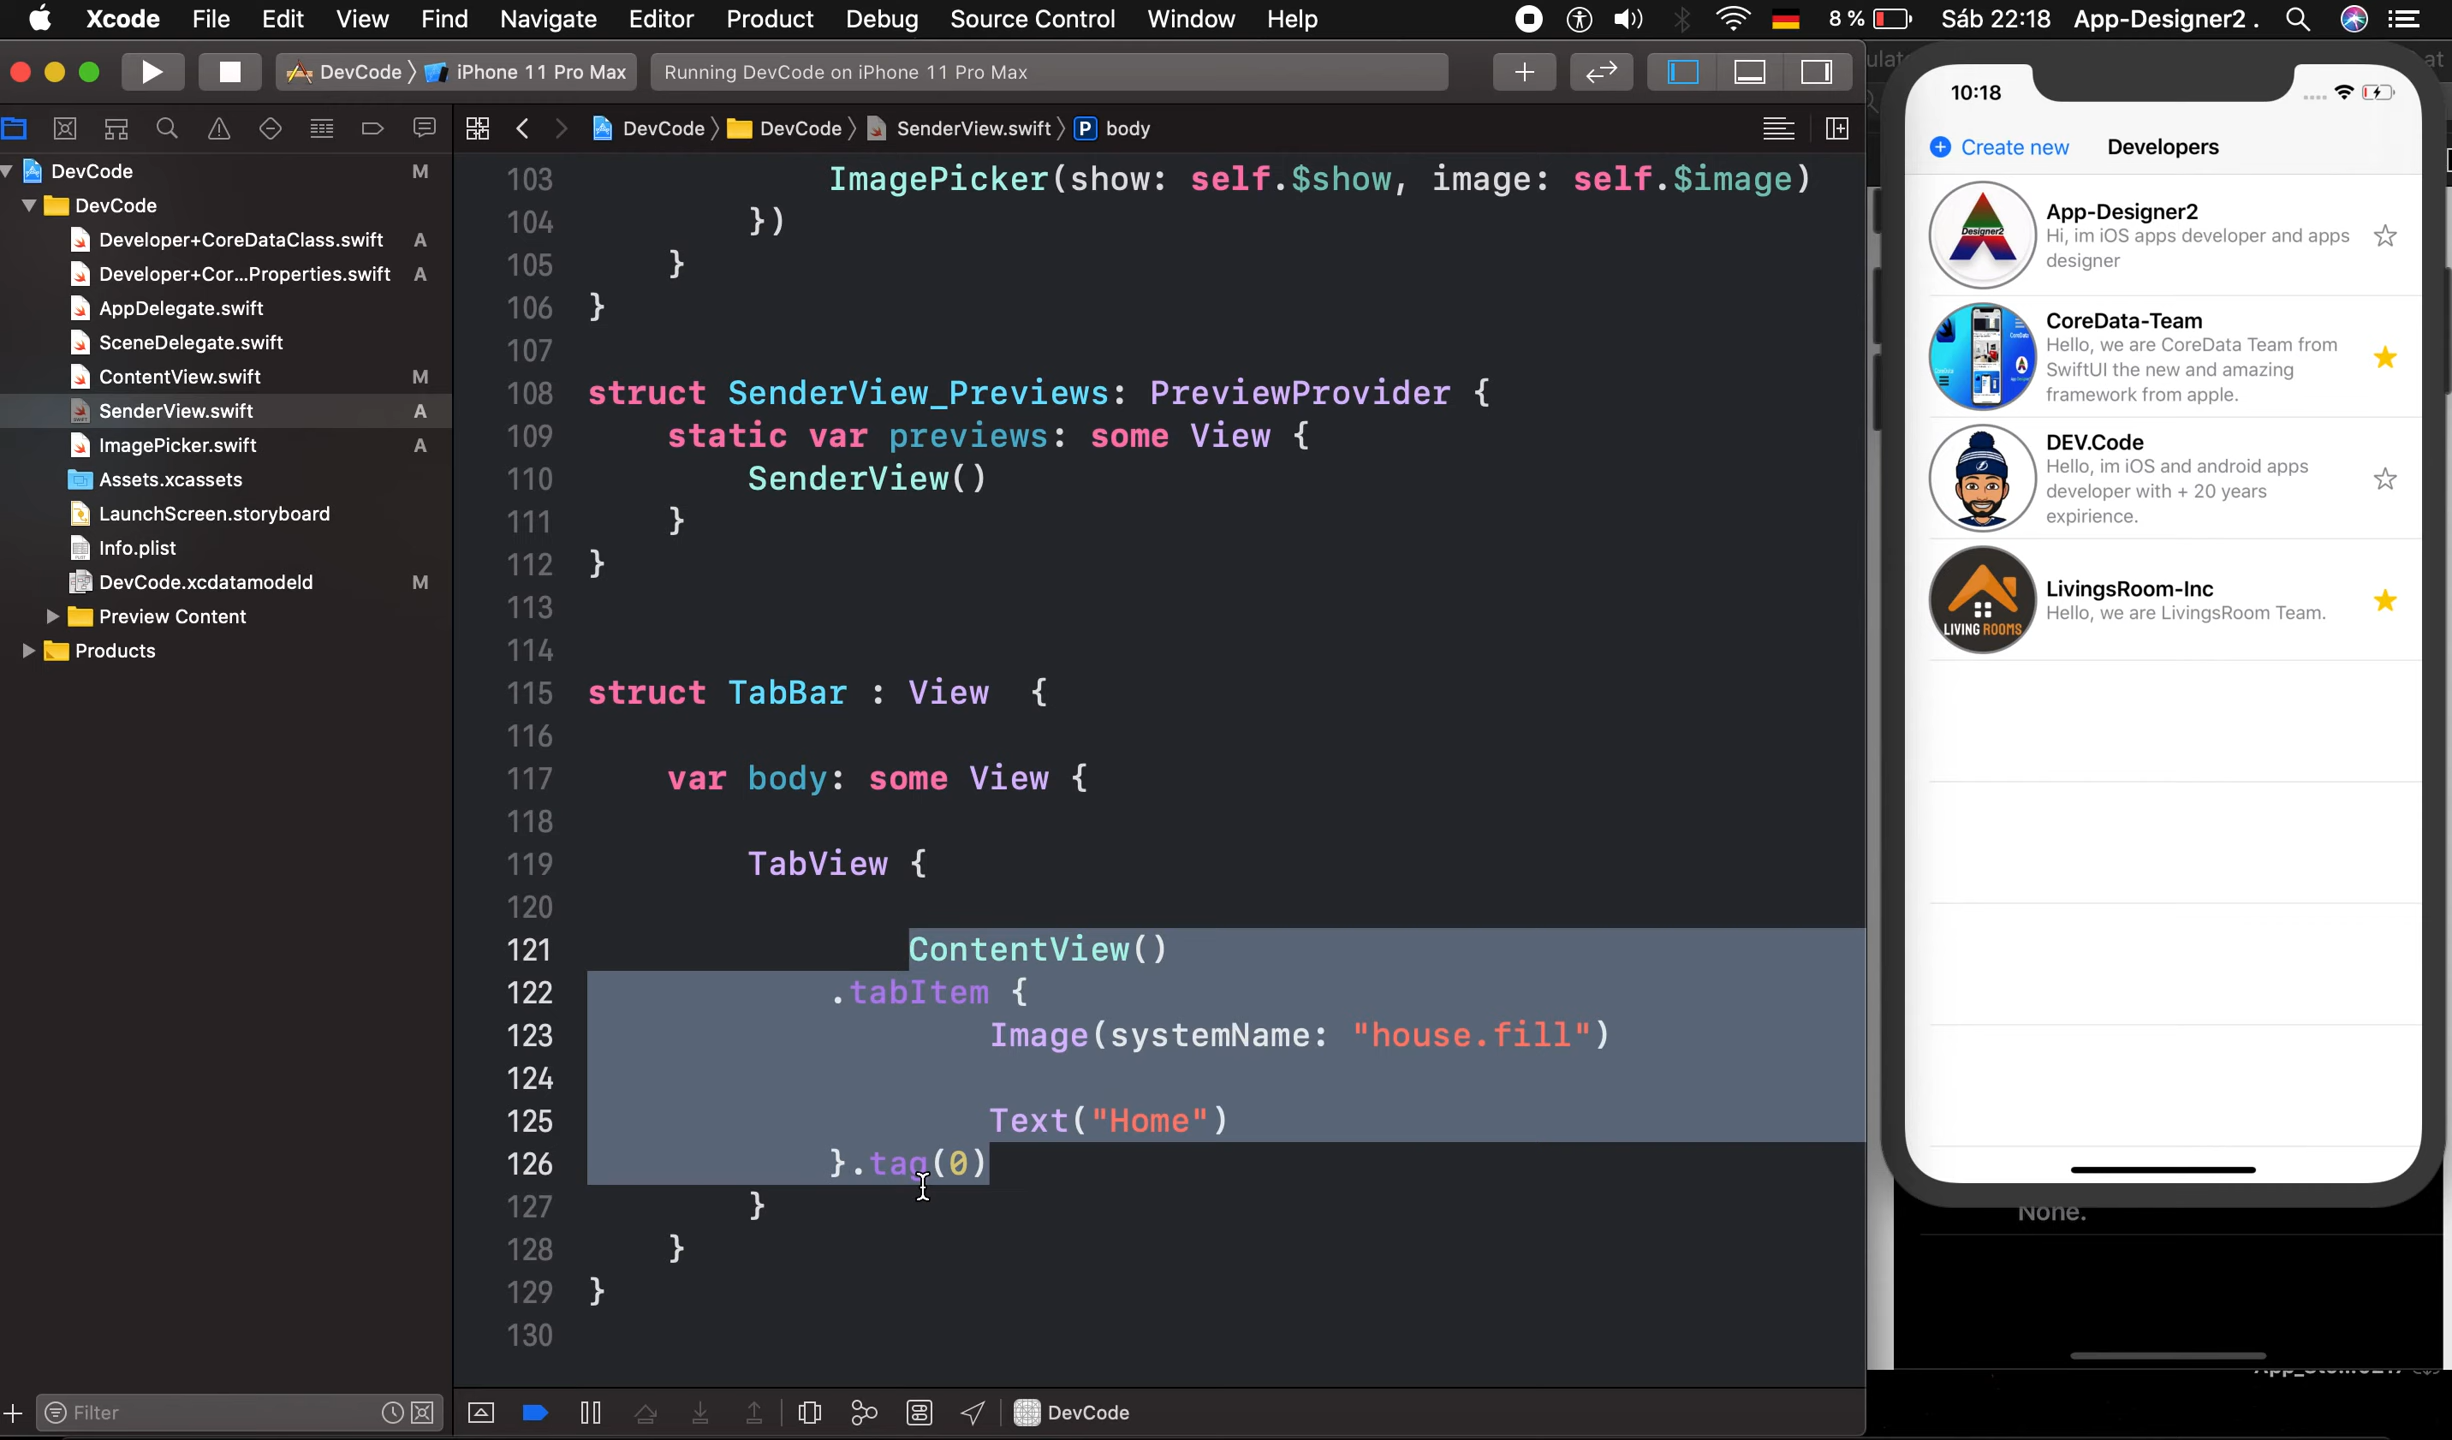 Xcode File Edit View Find Navigate Editor Product Debug Source Control Window Help 8 % Sáb 22:18 App-Designer2 .
DevCode iPhone 11 Pro Max Running DevCode on iPhone 11 Pro Max
DevCode DevCode SenderView.swift P body
DevCode M
DevCode
Developer+CoreDataClass.swift A
Developer+Cor...Properties.swift A
AppDelegate.swift
SceneDelegate.swift
ContentView.swift M
SenderView.swift A
ImagePicker.swift A
Assets.xcassets
LaunchScreen.storyboard
Info.plist
DevCode.xcdatamodeld M
Preview Content
Products
Filter
103 ImagePicker(show: self.$show, image: self.$image)
104 })
105 }
106 }
107
108 struct SenderView_Previews: PreviewProvider {
109 static var previews: some View {
110 SenderView()
111 }
112 }
113
114
115 struct TabBar : View  {
116
117 var body: some View {
118
119 TabView {
120
121 ContentView()
122 .tabItem {
123 Image(systemName: "house.fill")
124
125 Text("Home")
126 }.tag(0)
127 }
128 }
129 }
130
DevCode
10:18
Create new Developers
Designer2
App-Designer2
Hi, im iOS apps developer and apps
designer
CoreData-Team
Hello, we are CoreData Team from
SwiftUI the new and amazing
framework from apple.
DEV.Code
Hello, im iOS and android apps
developer with + 20 years
expirience.
LIVING ROOMS
LivingsRoom-Inc
Hello, we are LivingsRoom Team.
None.